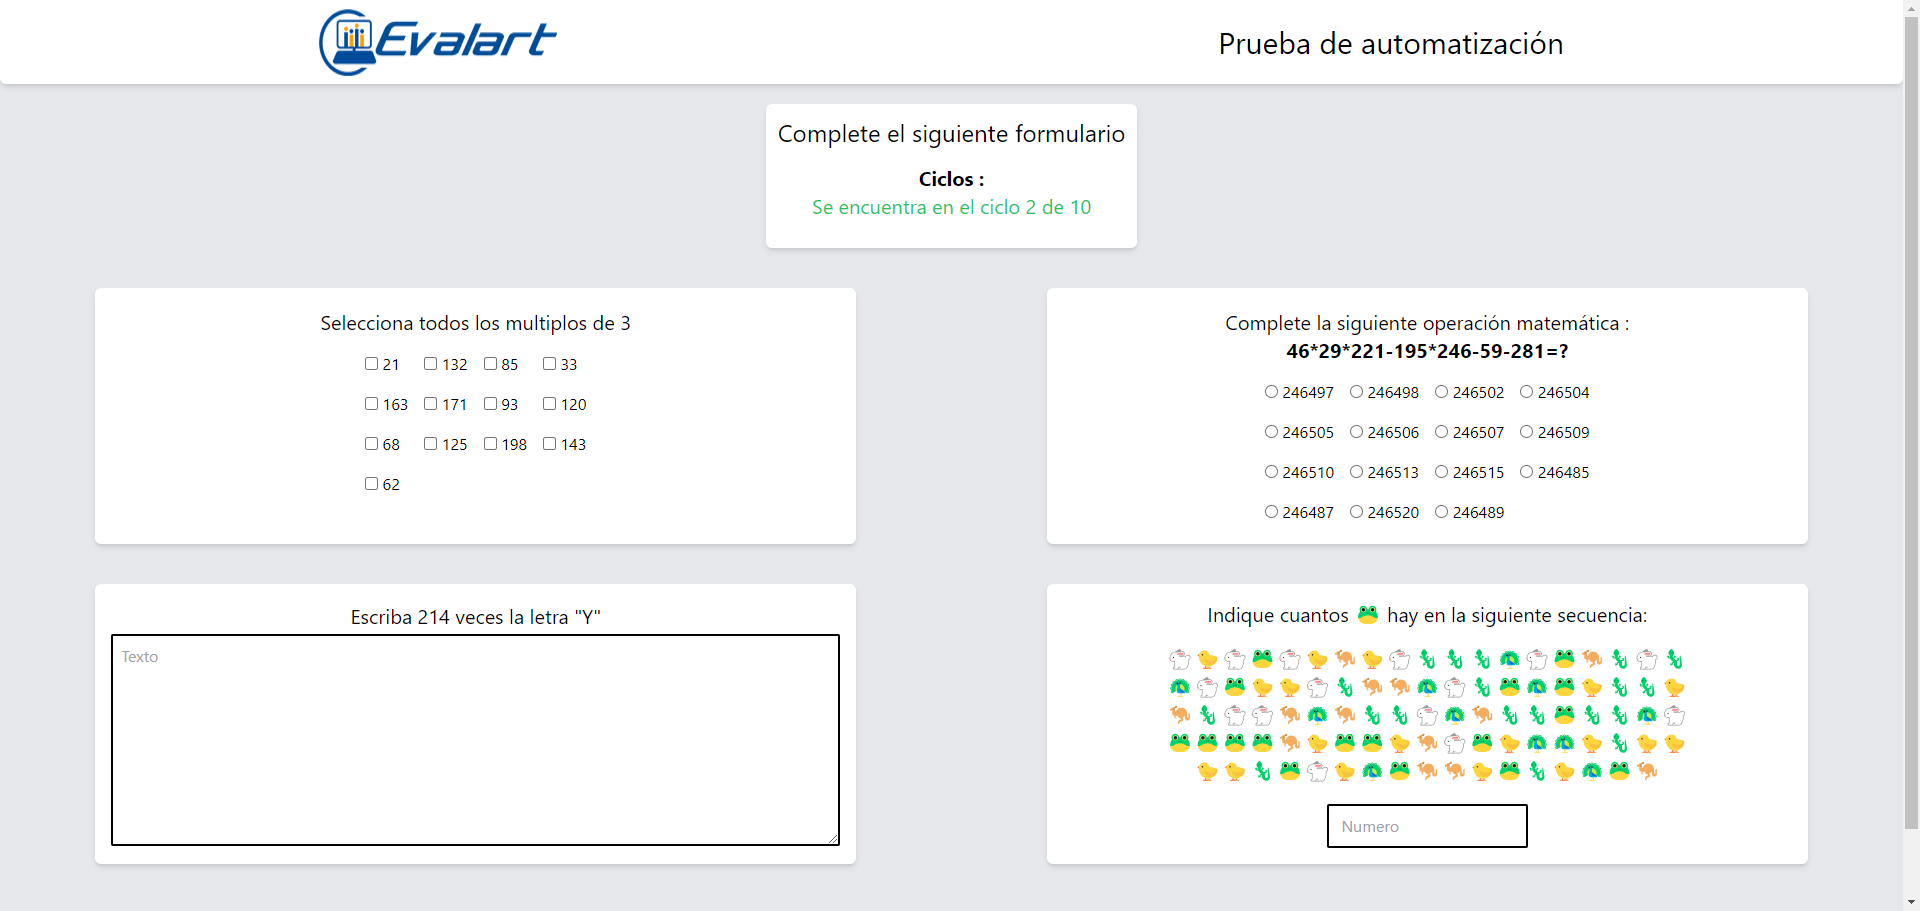 Evalart
Prueba de automatización
Complete el siguiente formulario
Ciclos :
Se encuentra en el ciclo 2 de 10
Selecciona todos los multiplos de 3
21 132 85 33
163 171 93 120
68 125 198 143
62
Complete la siguiente operación matemática :
46*29*221-195*246-59-281=?
246497 246498 246502 246504
246505 246506 246507 246509
246510 246513 246515 246485
246487 246520 246489
Escriba 214 veces la letra "Y"
Texto
Indique cuantos 🐸 hay en la siguiente secuencia:
Numero